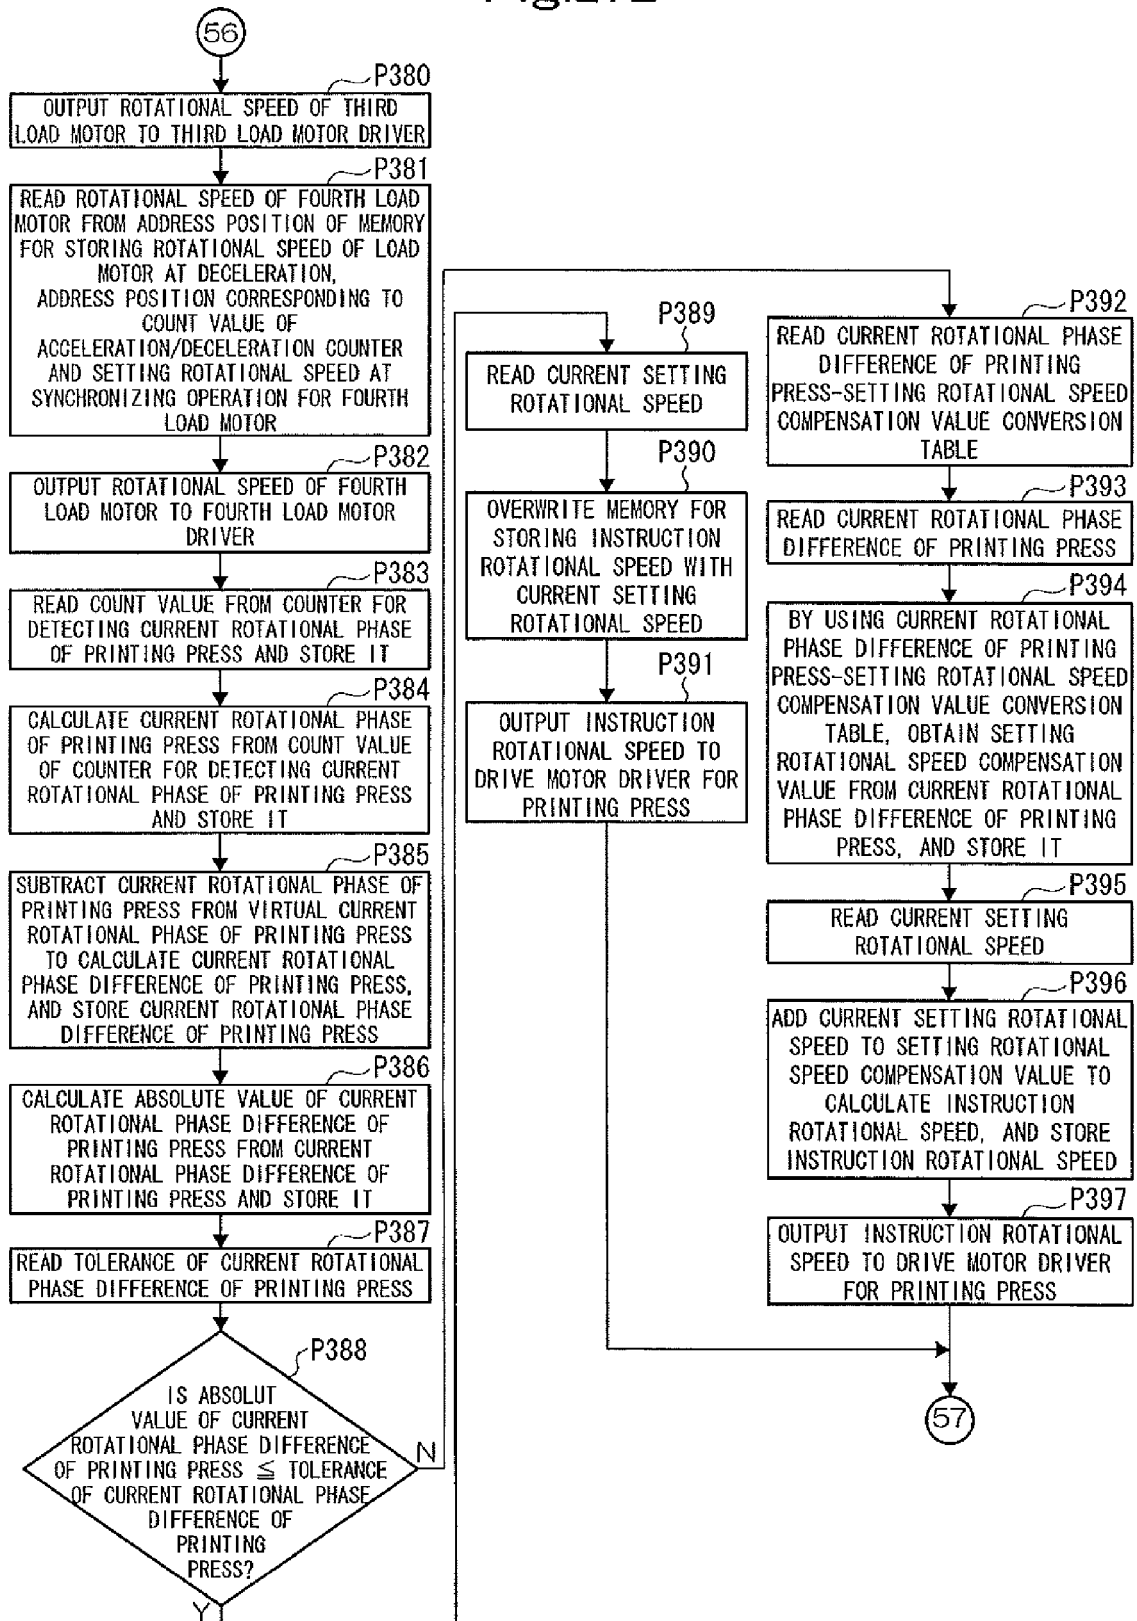 56
P380
OUTPUT ROTATIONAL SPEED OF THIRD
LOAD MOTOR TO THIRD LOAD MOTOR DRIVER
P381
READ ROTATIONAL SPEED OF FOURTH LOAD
MOTOR FROM ADDRESS POSITION OF MEMORY
FOR STORING ROTATIONAL SPEED OF LOAD
MOTOR AT DECELERATION,
ADDRESS POSITION CORRESPONDING TO
COUNT VALUE OF
ACCELERATION/DECELERATION COUNTER
AND SETTING ROTATIONAL SPEED AT
SYNCHRONIZING OPERATION FOR FOURTH
LOAD MOTOR
P382
OUTPUT ROTATIONAL SPEED OF FOURTH
LOAD MOTOR TO FOURTH LOAD MOTOR
DRIVER
P383
READ COUNT VALUE FROM COUNTER FOR
DETECTING CURRENT ROTATIONAL PHASE
OF PRINTING PRESS AND STORE IT
P384
CALCULATE CURRENT ROTATIONAL PHASE
OF PRINTING PRESS FROM COUNT VALUE
OF COUNTER FOR DETECTING CURRENT
ROTATIONAL PHASE OF PRINTING PRESS
AND STORE IT
P385
SUBTRACT CURRENT ROTATIONAL PHASE OF
PRINTING PRESS FROM VIRTUAL CURRENT
ROTATIONAL PHASE OF PRINTING PRESS
TO CALCULATE CURRENT ROTATIONAL
PHASE DIFFERENCE OF PRINTING PRESS,
AND STORE CURRENT ROTATIONAL PHASE
DIFFERENCE OF PRINTING PRESS
P386
CALCULATE ABSOLUTE VALUE OF CURRENT
ROTATIONAL PHASE DIFFERENCE OF
PRINTING PRESS FROM CURRENT
ROTATIONAL PHASE DIFFERENCE OF
PRINTING PRESS AND STORE IT
P387
READ TOLERANCE OF CURRENT ROTATIONAL
PHASE DIFFERENCE OF PRINTING PRESS
P388
IS ABSOLUT
VALUE OF CURRENT
ROTATIONAL PHASE DIFFERENCE
OF PRINTING PRESS ≦ TOLERANCE
OF CURRENT ROTATIONAL PHASE
DIFFERENCE OF
PRINTING
PRESS?
N
Y
P389
READ CURRENT SETTING
ROTATIONAL SPEED
P390
OVERWRITE MEMORY FOR
STORING INSTRUCTION
ROTATIONAL SPEED WITH
CURRENT SETTING
ROTATIONAL SPEED
P391
OUTPUT INSTRUCTION
ROTATIONAL SPEED TO
DRIVE MOTOR DRIVER FOR
PRINTING PRESS
P392
READ CURRENT ROTATIONAL PHASE
DIFFERENCE OF PRINTING
PRESS-SETTING ROTATIONAL SPEED
COMPENSATION VALUE CONVERSION
TABLE
P393
READ CURRENT ROTATIONAL PHASE
DIFFERENCE OF PRINTING PRESS
P394
BY USING CURRENT ROTATIONAL
PHASE DIFFERENCE OF PRINTING
PRESS-SETTING ROTATIONAL SPEED
COMPENSATION VALUE CONVERSION
TABLE, OBTAIN SETTING
ROTATIONAL SPEED COMPENSATION
VALUE FROM CURRENT ROTATIONAL
PHASE DIFFERENCE OF PRINTING
PRESS, AND STORE IT
P395
READ CURRENT SETTING
ROTATIONAL SPEED
P396
ADD CURRENT SETTING ROTATIONAL
SPEED TO SETTING ROTATIONAL
SPEED COMPENSATION VALUE TO
CALCULATE INSTRUCTION
ROTATIONAL SPEED, AND STORE
INSTRUCTION ROTATIONAL SPEED
P397
OUTPUT INSTRUCTION ROTATIONAL
SPEED TO DRIVE MOTOR DRIVER
FOR PRINTING PRESS
57